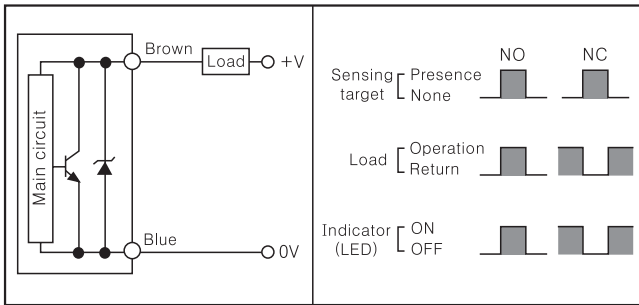 Main circuit
Brown
Load
+V
Blue
0V
NO NC
Sensing target
Presence
None
Load
Operation
Return
Indicator (LED)
ON
OFF